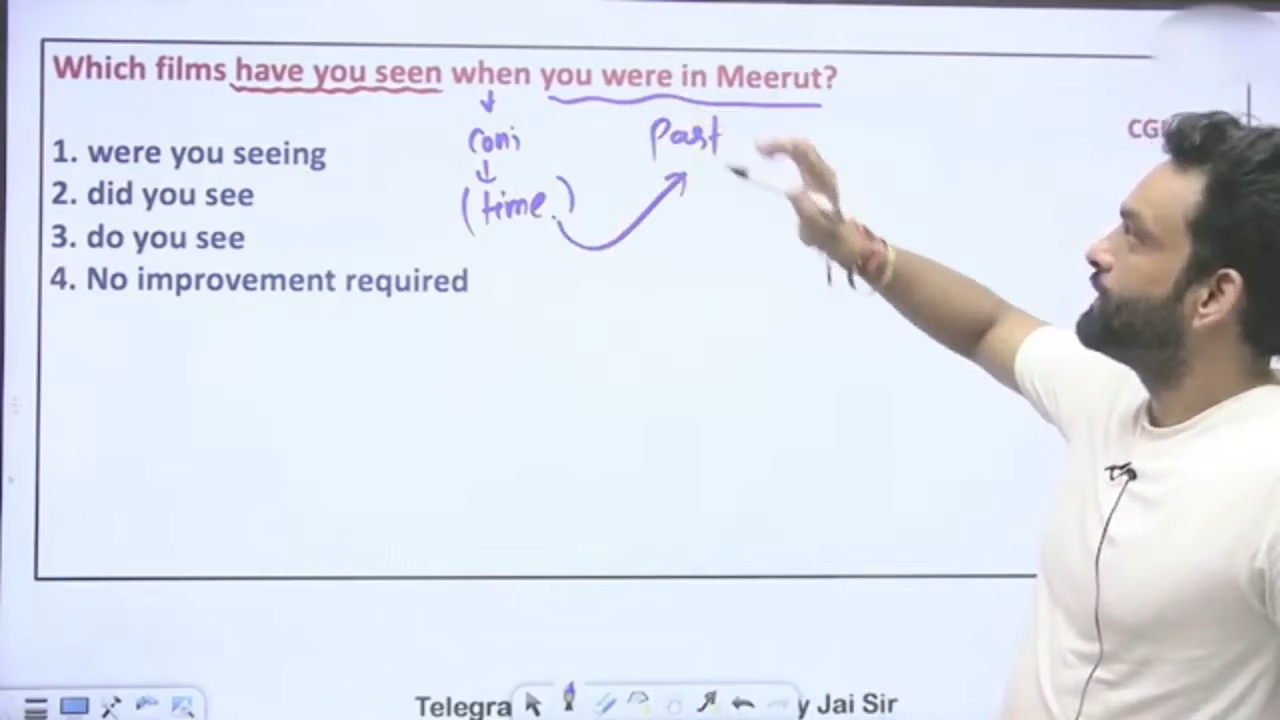 Which films have you seen when you were in Meerut?
CGL
Conj
Past
(time.)
1. were you seeing
2. did you see
3. do you see
4. No improvement required
Telegra
y Jai Sir